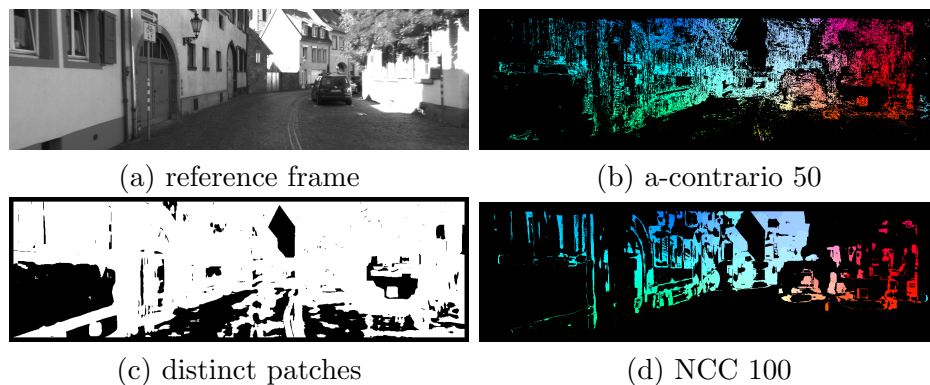 (a) reference frame
(b) a-contrario 50
(c) distinct patches
(d) NCC 100